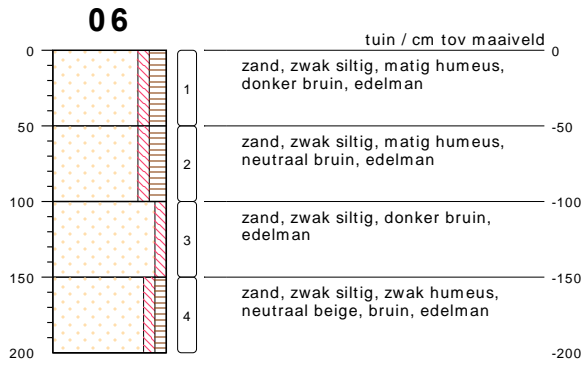 06
tuin / cm tov maaiveld
0
0
zand, zwak siltig, matig humeus,
donker bruin, edelman
1
50
-50
zand, zwak siltig, matig humeus,
neutraal bruin, edelman
2
100
-100
zand, zwak siltig, donker bruin,
edelman
3
150
-150
zand, zwak siltig, zwak humeus,
neutraal beige, bruin, edelman
4
200
-200